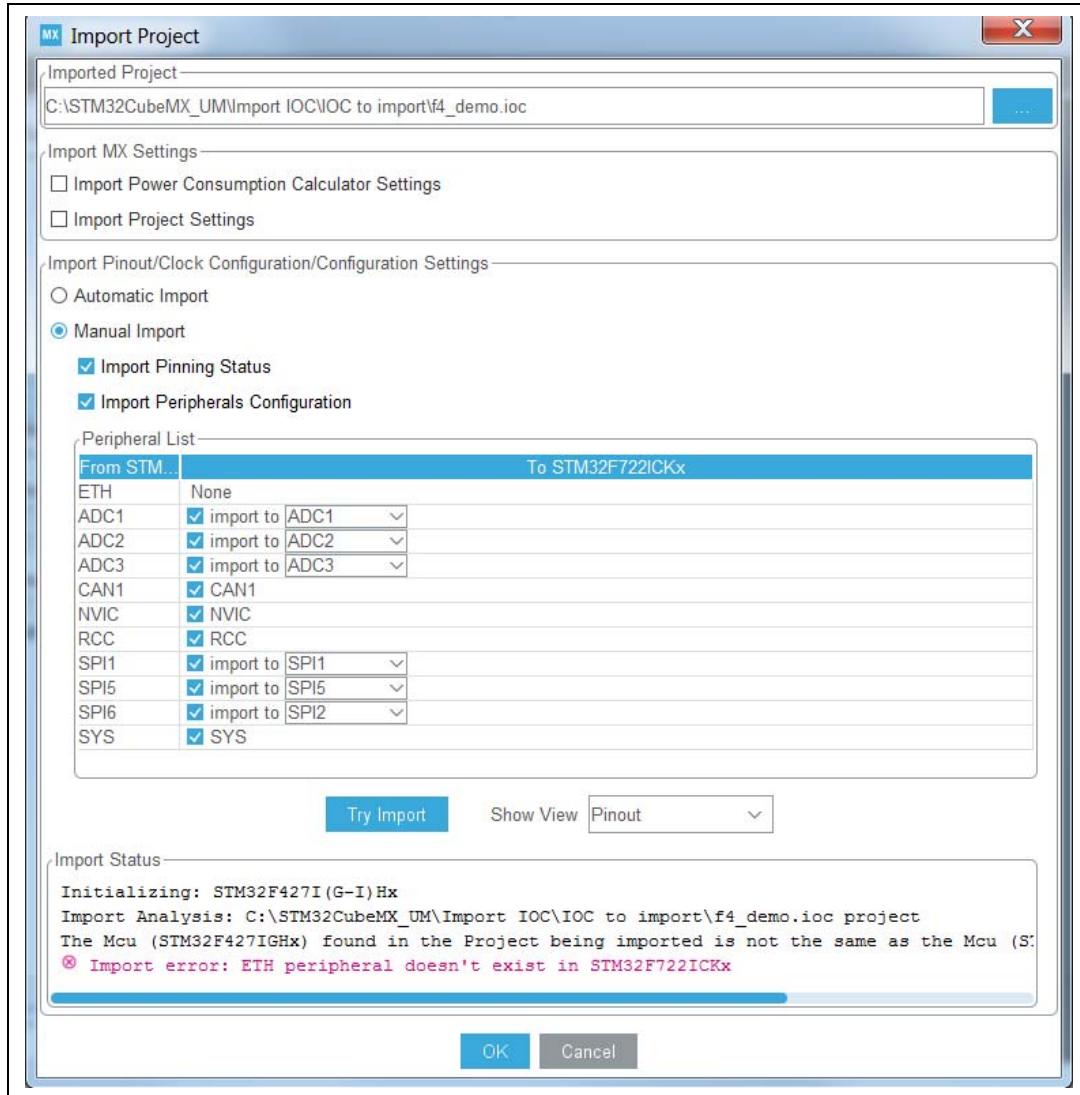 MX Import Project X
Imported Project
C:\STM32CubeMX_UM\Import IOC\IOC to import\f4_demo.ioc ...
Import MX Settings
Import Power Consumption Calculator Settings
Import Project Settings
Import Pinout/Clock Configuration/Configuration Settings
Automatic Import
Manual Import
Import Pinning Status
Import Peripherals Configuration
Peripheral List
From STM... To STM32F722ICKx
ETH None
ADC1 import to ADC1
ADC2 import to ADC2
ADC3 import to ADC3
CAN1 CAN1
NVIC NVIC
RCC RCC
SPI1 import to SPI1
SPI5 import to SPI5
SPI6 import to SPI2
SYS SYS
Try Import Show View Pinout
Import Status
Initializing: STM32F427I(G-I)Hx
Import Analysis: C:\STM32CubeMX_UM\Import IOC\IOC to import\f4_demo.ioc project
The Mcu (STM32F427IGHx) found in the Project being imported is not the same as the Mcu
Import error: ETH peripheral doesn't exist in STM32F722ICKx
OK Cancel